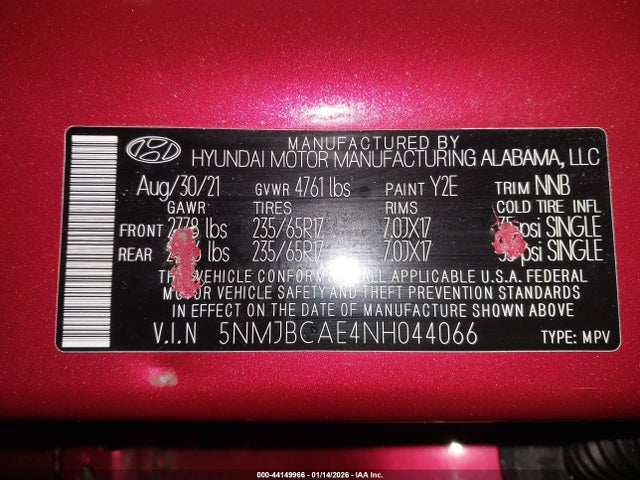 MANUFACTURED BY
HYUNDAI MOTOR MANUFACTURING ALABAMA, LLC
Aug/30/21 GVWR 4761 lbs PAINT Y2E TRIM NNB
GAWR TIRES RIMS COLD TIRE INFL
FRONT 2778 lbs 235/65R17 7.0JX17 psi SINGLE
REAR lbs 235/65R17 7.0JX17 psi SINGLE
VEHICLE CONFORMS ALL APPLICABLE U.S.A. FEDERAL
MOTOR VEHICLE SAFETY AND THEFT PREVENTION STANDARDS
IN EFFECT ON THE DATE OF MANUFACTURE SHOWN ABOVE
V.I.N 5NMJBCAE4NH044066 TYPE: MPV
000-44149966 - 01/14/2026 - IAA Inc.